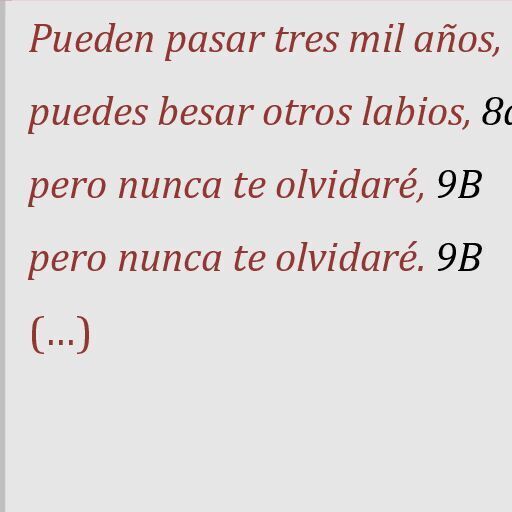 Pueden pasar tres mil años,
puedes besar otros labios, 8
pero nunca te olvidaré, 9B
pero nunca te olvidaré. 9B
(...)